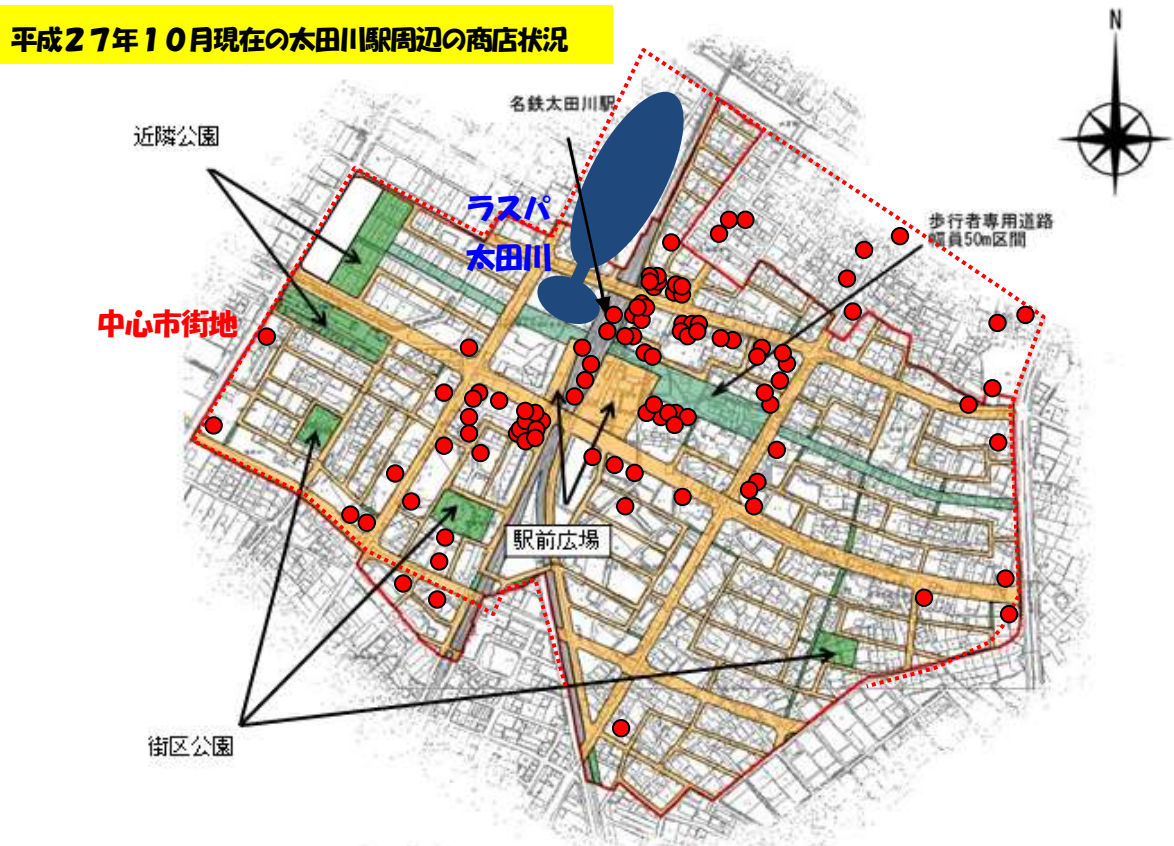 平成27年10月現在の太田川駅周辺の商店状況
N
名鉄太田川駅
近隣公園
ラスパ
太田川
歩行者専用道路
幅員50m区間
中心市街地
駅前広場
街区公園